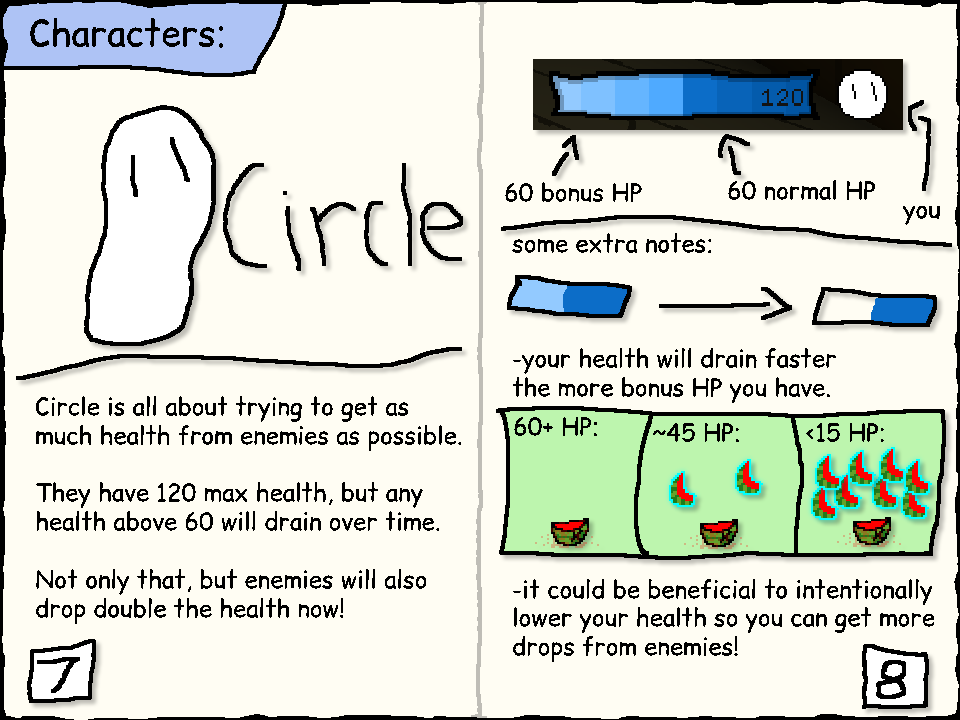 Characters:
Circle
Circle is all about trying to get as
much health from enemies as possible.
They have 120 max health, but any
health above 60 will drain over time.
Not only that, but enemies will also
drop double the health now!
7
120
60 bonus HP
60 normal HP
you
some extra notes:
-your health will drain faster
the more bonus HP you have.
60+ HP:
~45 HP:
<15 HP:
-it could be beneficial to intentionally
lower your health so you can get more
drops from enemies!
8